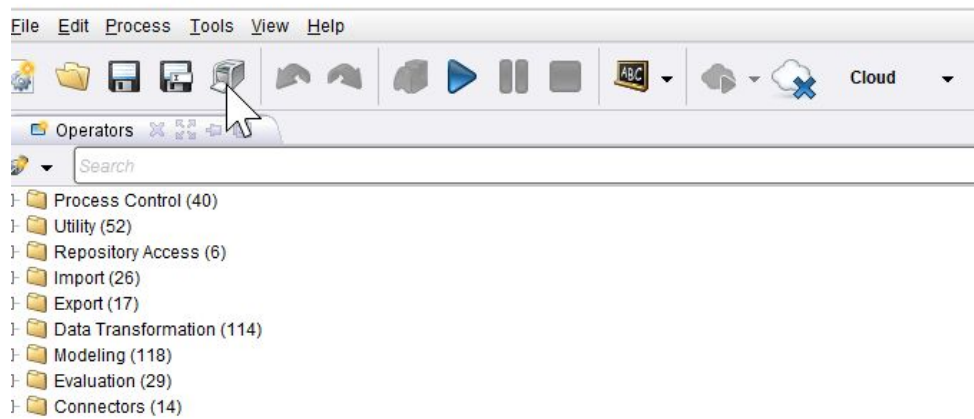 File Edit Process Tools View Help
ABC Cloud
Operators
Search
Process Control (40)
Utility (52)
Repository Access (6)
Import (26)
Export (17)
Data Transformation (114)
Modeling (118)
Evaluation (29)
Connectors (14)